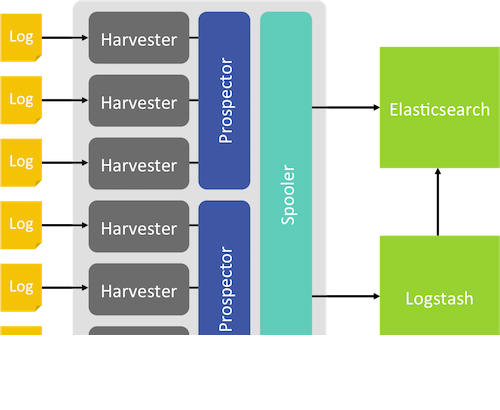 Log
Harvester
Log
Harvester
Log
Harvester
Prospector
Log
Harvester
Log
Harvester
Prospector
Spooler
Elasticsearch
Logstash